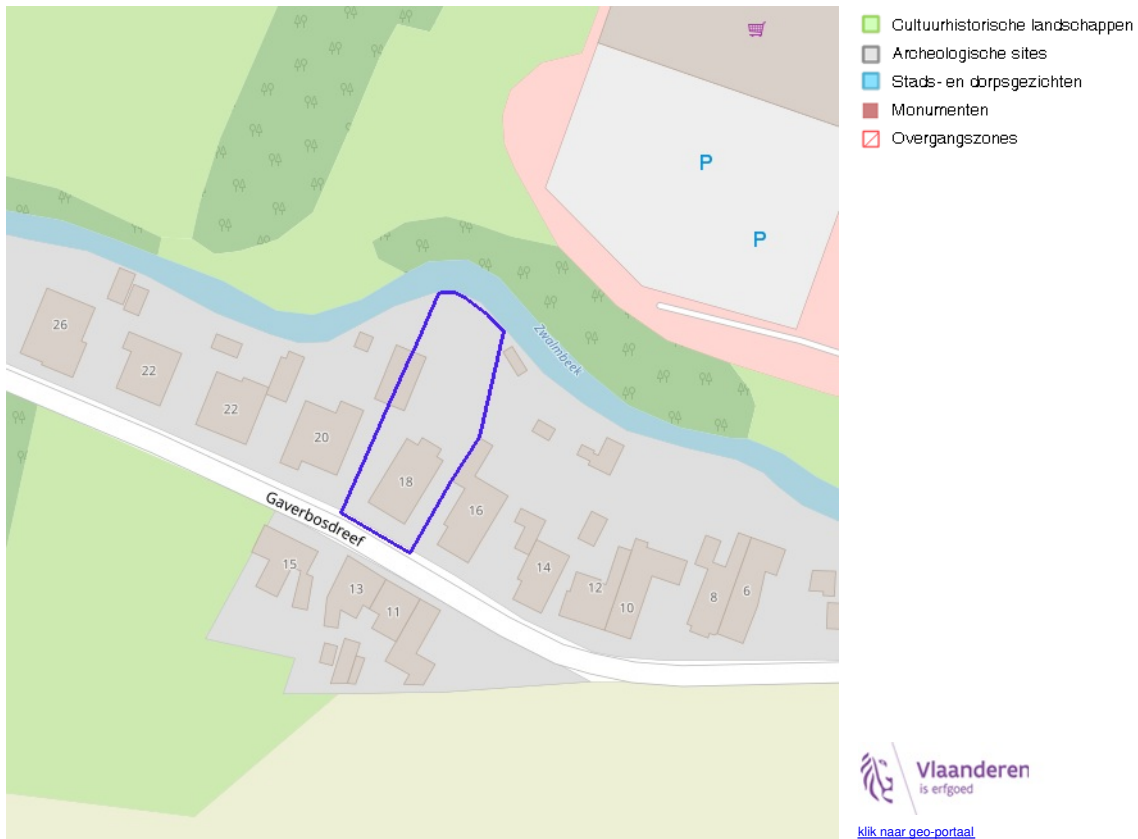 Cultuurhistorische landschappen
Archeologische sites
Stads- en dorpsgezichten
Monumenten
Overgangszones
P
P
26
22
22
20
18
16
Zwalmbeek
Gaverbosdreef
15
13
11
14
12
10
8
6
Vlaanderen
is erfgoed
klik naar geo-portaal